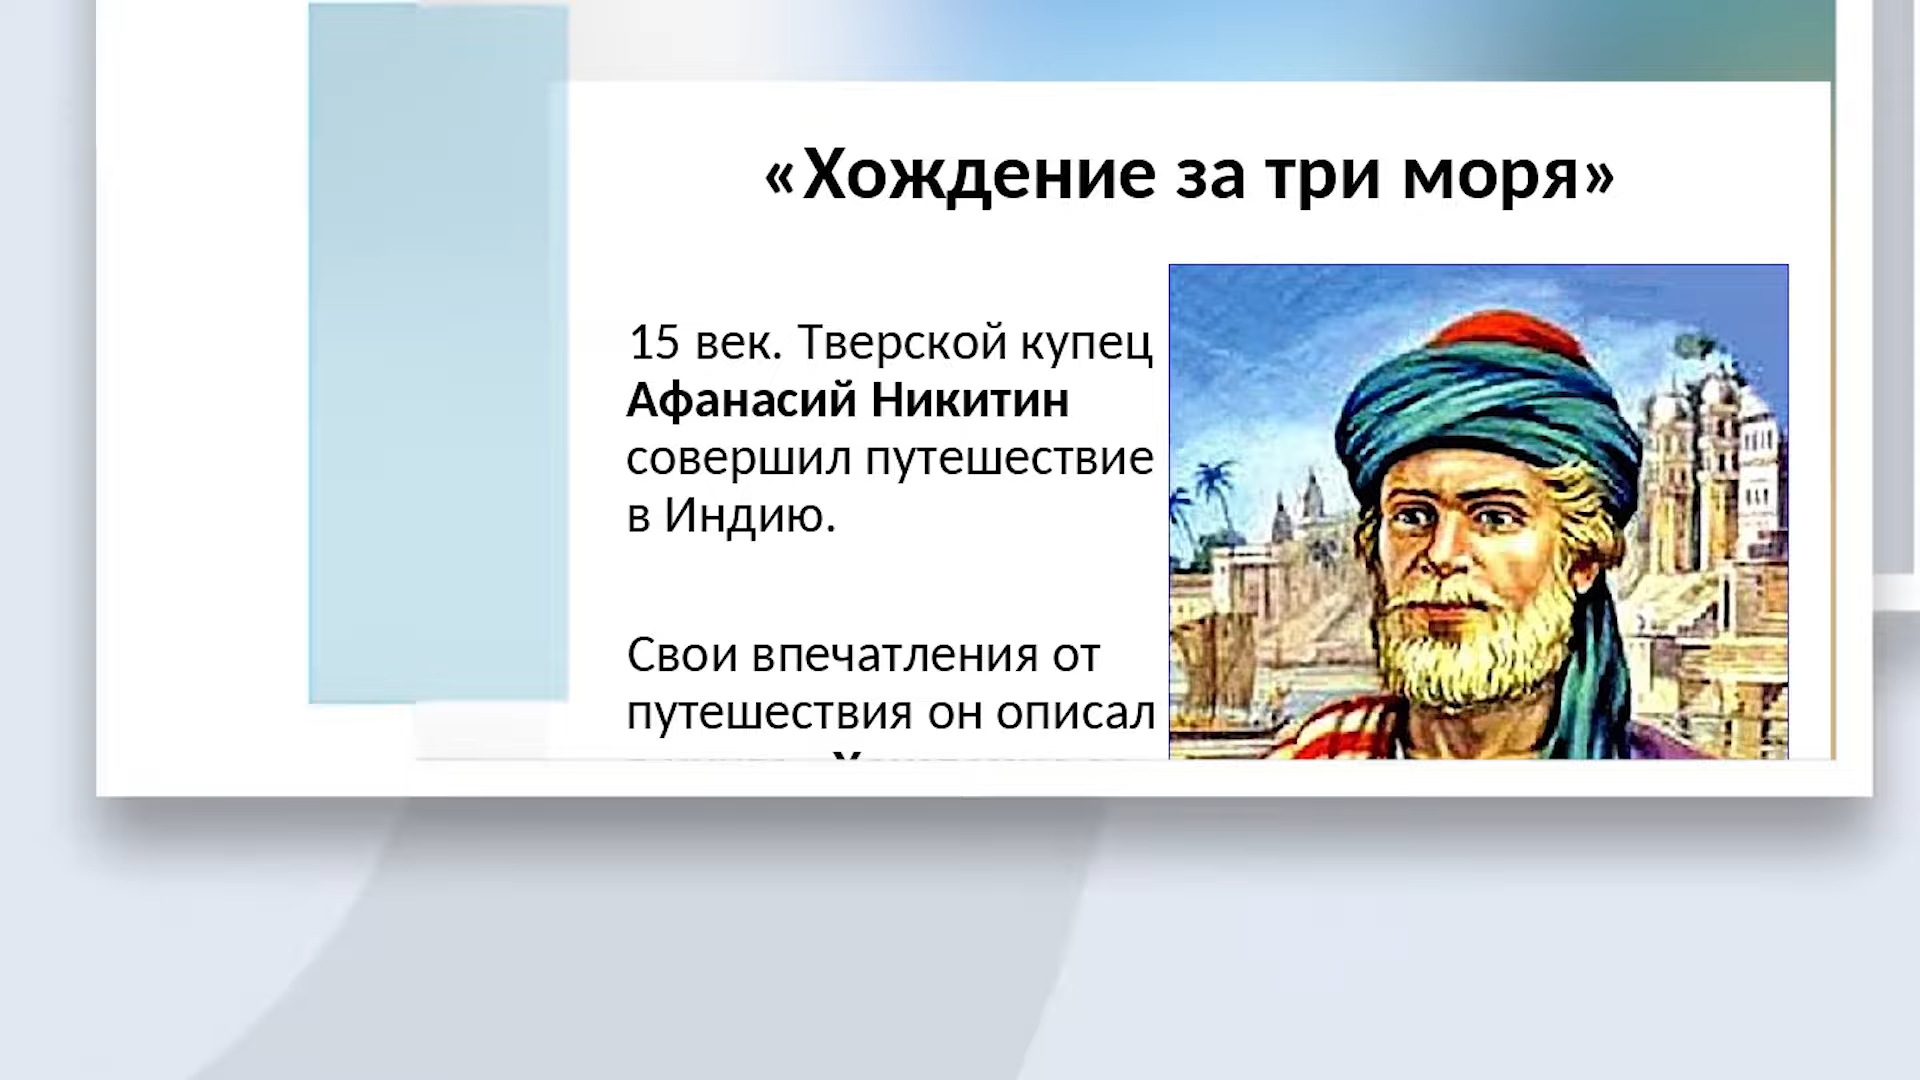 «Хождение за три моря»
15 век. Тверской купец
Афанасий Никитин
совершил путешествие
в Индию.
Свои впечатления от
путешествия он описал